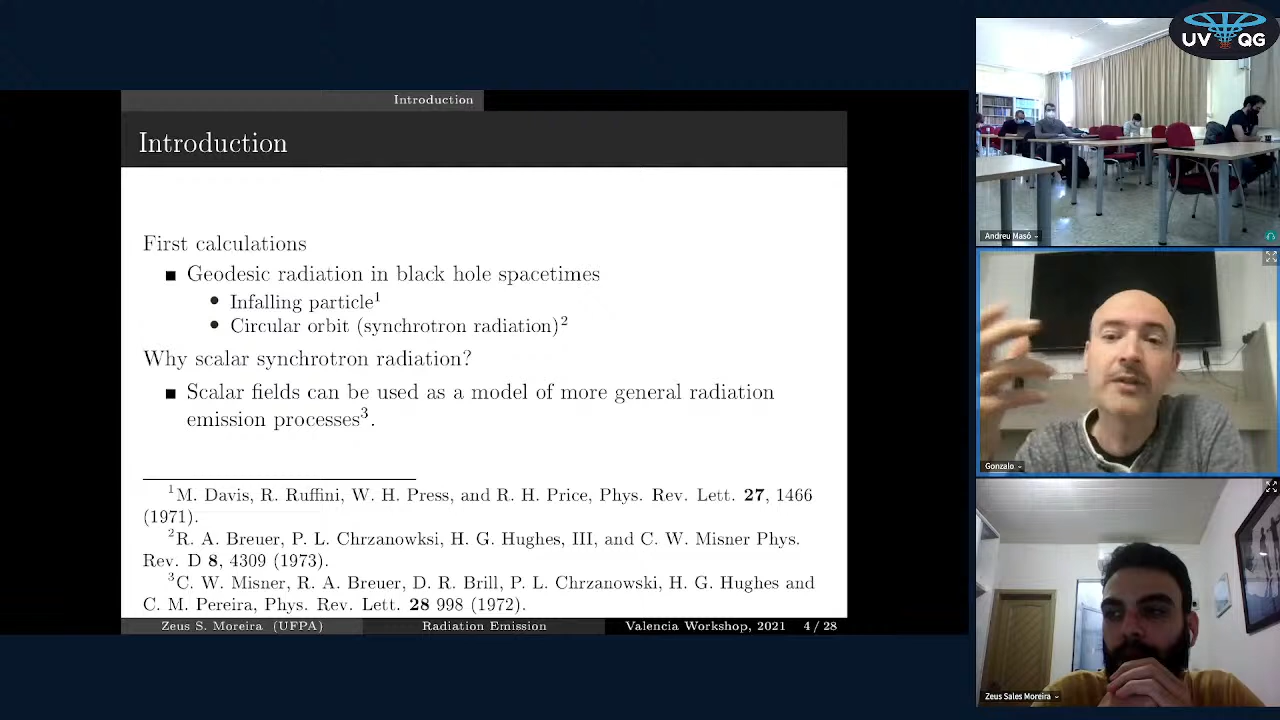 Introduction
Introduction
First calculations
Geodesic radiation in black hole spacetimes
Infalling particle1
Circular orbit (synchrotron radiation)2
Why scalar synchrotron radiation?
Scalar fields can be used as a model of more general radiation
emission processes3.
1M. Davis, R. Ruffini, W. H. Press, and R. H. Price, Phys. Rev. Lett. 27, 1466
(1971).
2R. A. Breuer, P. L. Chrzanowksi, H. G. Hughes, III, and C. W. Misner Phys.
Rev. D 8, 4309 (1973).
3C. W. Misner, R. A. Breuer, D. R. Brill, P. L. Chrzanowski, H. G. Hughes and
C. M. Pereira, Phys. Rev. Lett. 28 998 (1972).
Zeus S. Moreira (UFPA) Radiation Emission Valencia Workshop, 2021 4 / 28
UV QG
Andreu Masó
Gonzalo
Zeus Sales Moreira